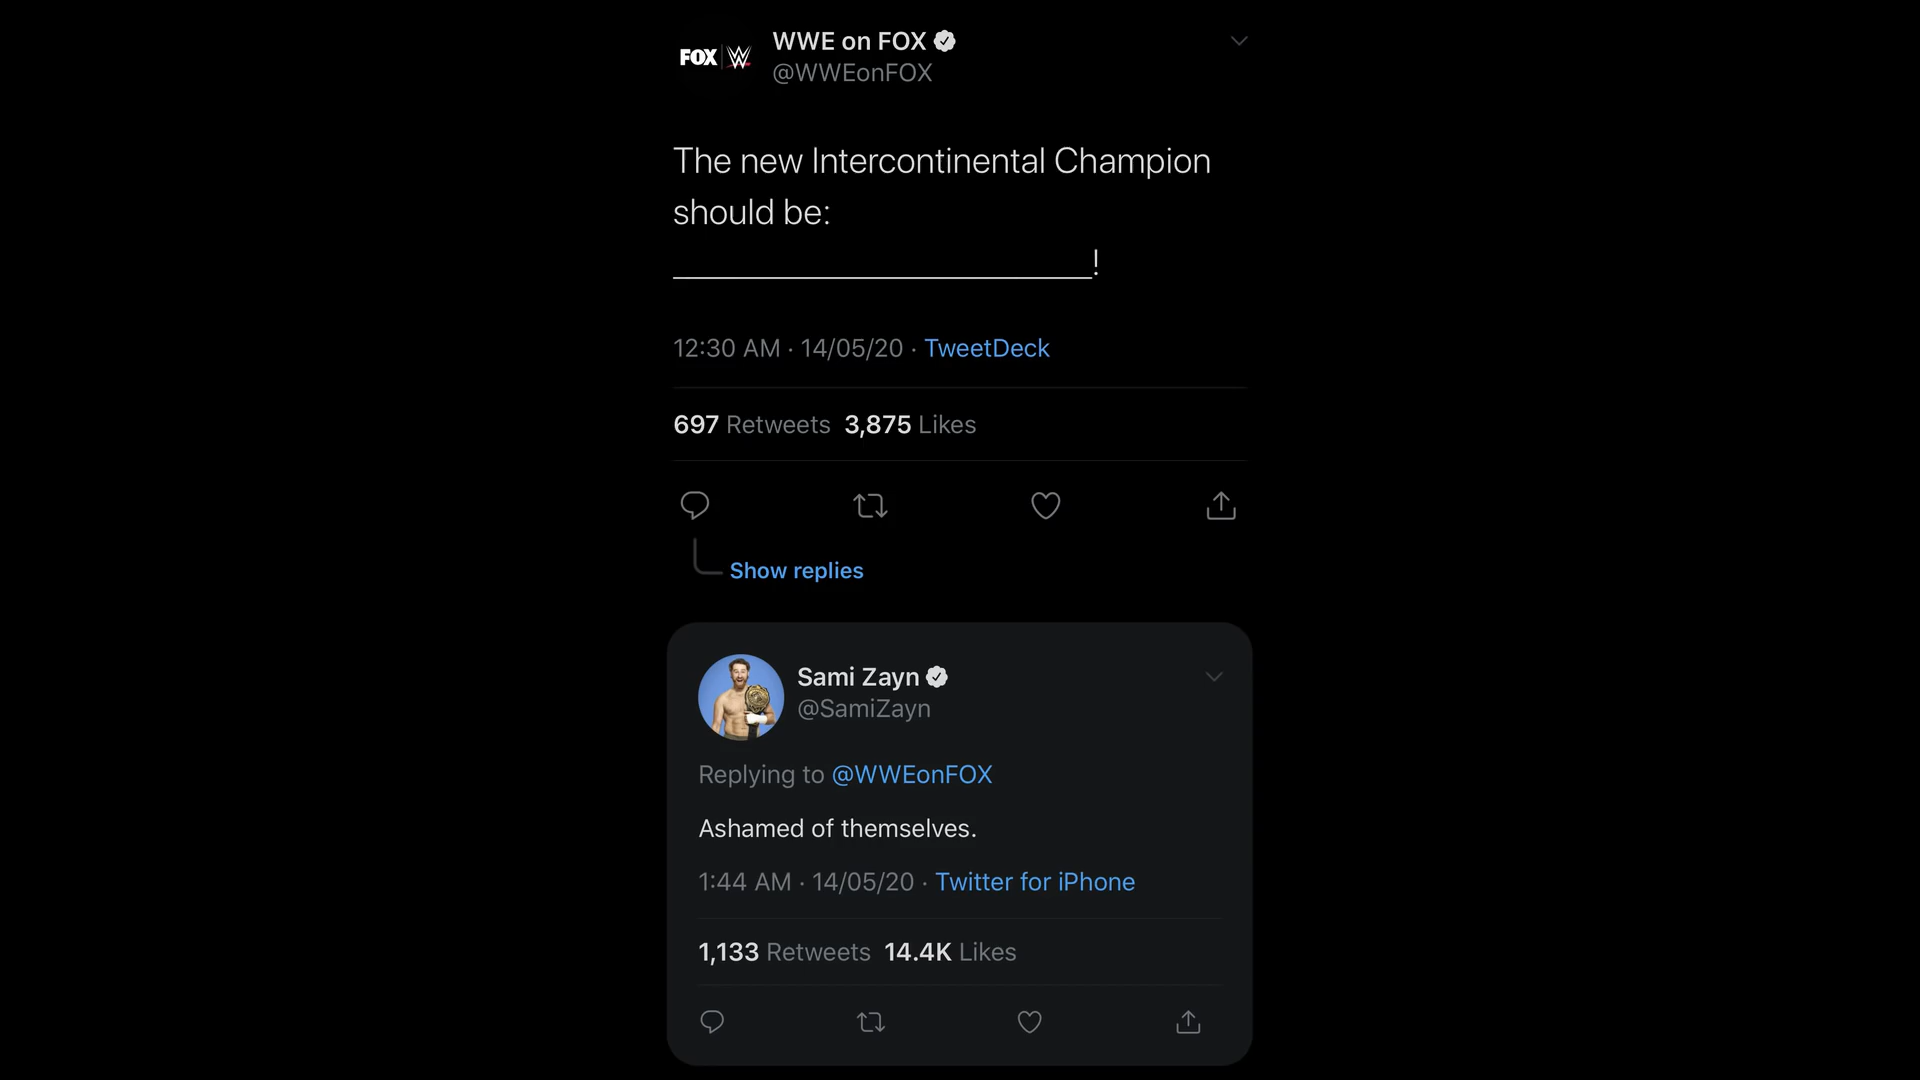 FOX W
WWE on FOX
@WWEonFOX
The new Intercontinental Champion
should be:
______________________!
12:30 AM · 14/05/20 · TweetDeck
697 Retweets 3,875 Likes
Show replies
Sami Zayn
@SamiZayn
Replying to @WWEonFOX
Ashamed of themselves.
1:44 AM · 14/05/20 · Twitter for iPhone
1,133 Retweets 14.4K Likes